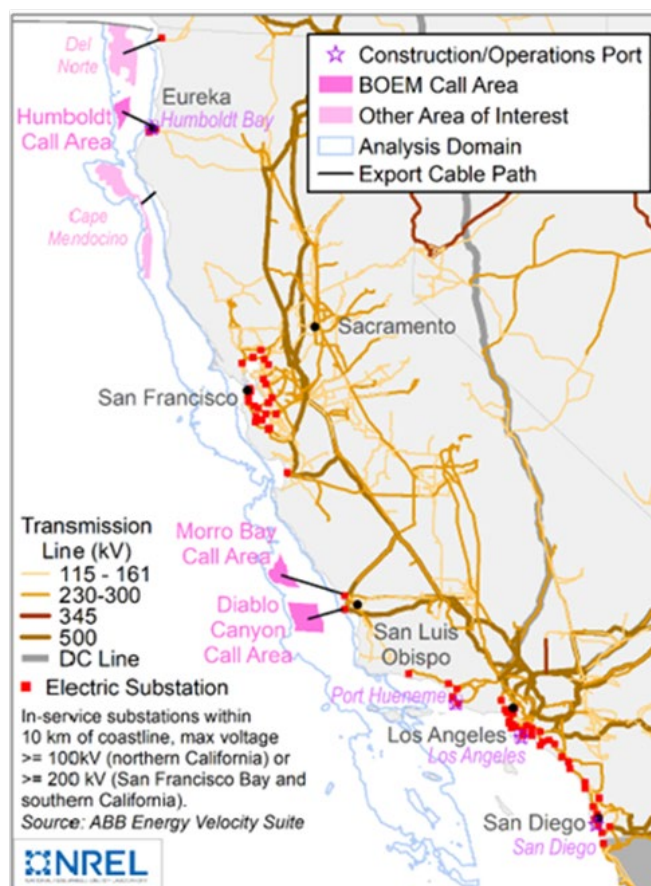 Del
Norte
Eureka
Humboldt Bay
Humboldt
Call Area
Cape
Mendocino
Construction/Operations Port
BOEM Call Area
Other Area of Interest
Analysis Domain
Export Cable Path
Sacramento
San Francisco
Morro Bay
Call Area
Diablo
Canyon
Call Area
San Luis
Obispo
Port Hueneme
Los Angeles
Los Angeles
San Diego
San Diego
Transmission
Line (kV)
115 - 161
230-300
345
500
DC Line
Electric Substation
In-service substations within
10 km of coastline, max voltage
>= 100kV (northern California) or
>= 200 kV (San Francisco Bay and
southern California).
Source: ABB Energy Velocity Suite
NREL
NATIONAL RENEWABLE ENERGY LABORATORY